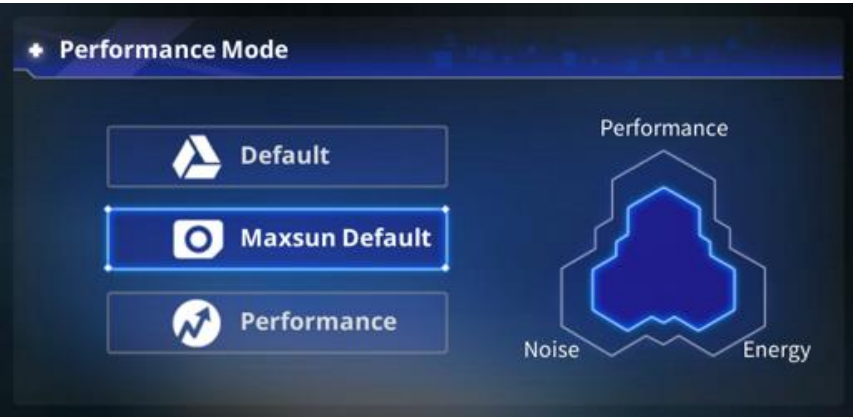 Performance Mode
Default
Maxsun Default
Performance
Performance
Noise
Energy